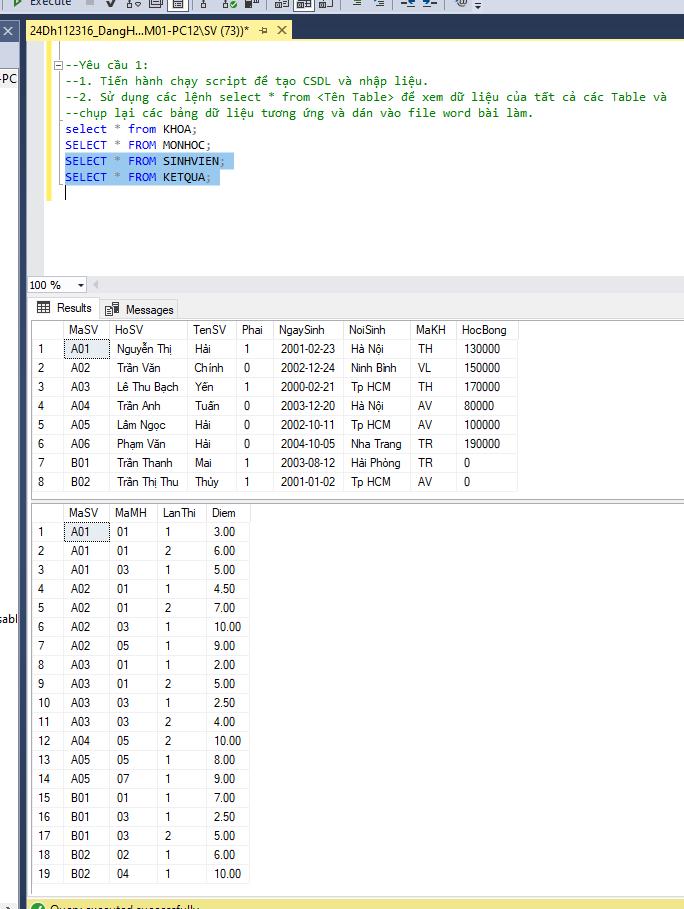 Execute
24Dh112316_DangH...M01-PC12\SV (73))*
-PC
--Yêu cầu 1:
--1. Tiến hành chạy script để tạo CSDL và nhập liệu.
--2. Sử dụng các lệnh select * from <Tên Table> để xem dữ liệu của tất cả các Table và
--chụp lại các bảng dữ liệu tương ứng và dán vào file word bài làm.
select * from KHOA;
SELECT * FROM MONHOC;
SELECT * FROM SINHVIEN;
SELECT * FROM KETQUA;
100 %
Results Messages
MaSV HoSV TenSV Phai NgaySinh NoiSinh MaKH HocBong
1 A01 Nguyễn Thị Hải 1 2001-02-23 Hà Nội TH 130000
2 A02 Trần Văn Chính 0 2002-12-24 Ninh Bình VL 150000
3 A03 Lê Thu Bạch Yến 1 2000-02-21 Tp HCM TH 170000
4 A04 Trần Anh Tuấn 0 2003-12-20 Hà Nội AV 80000
5 A05 Lâm Ngọc Hải 0 2002-10-11 Tp HCM AV 100000
6 A06 Phạm Văn Hải 0 2004-10-05 Nha Trang TR 190000
7 B01 Trần Thanh Mai 1 2003-08-12 Hải Phòng TR 0
8 B02 Trần Thị Thu Thủy 1 2001-01-02 Tp HCM AV 0
MaSV MaMH LanThi Diem
1 A01 01 1 3.00
2 A01 01 2 6.00
3 A01 03 1 5.00
4 A02 01 1 4.50
5 A02 01 2 7.00
6 A02 03 1 10.00
7 A02 05 1 9.00
8 A03 01 1 2.00
9 A03 01 2 5.00
10 A03 03 1 2.50
11 A03 03 2 4.00
12 A04 05 2 10.00
13 A05 05 1 8.00
14 A05 07 1 9.00
15 B01 01 1 7.00
16 B01 03 1 2.50
17 B01 03 2 5.00
18 B02 02 1 6.00
19 B02 04 1 10.00
Query executed successfully